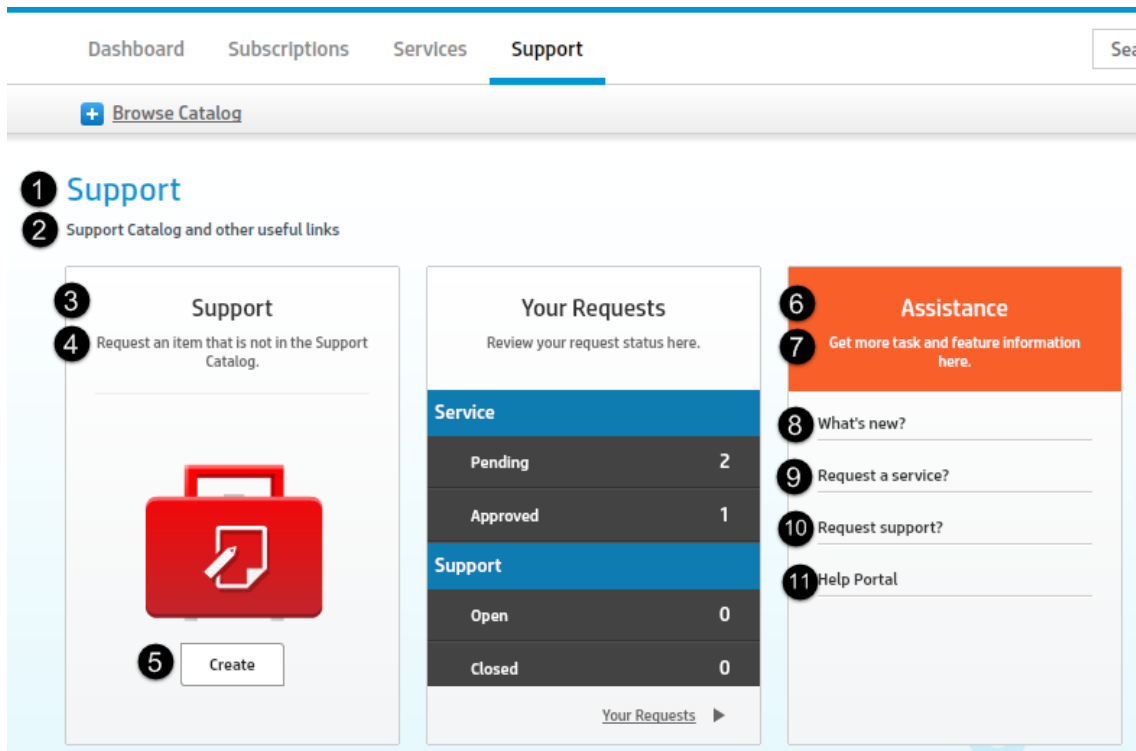 Dashboard Subscriptions Services Support Sea
Browse Catalog
1 Support
2 Support Catalog and other useful links
3 Support
4 Request an item that is not in the Support
Catalog.
5 Create
Your Requests
Review your request status here.
Service
Pending 2
Approved 1
Support
Open 0
Closed 0
Your Requests
6 Assistance
7 Get more task and feature information
here.
8 What's new?
9 Request a service?
10 Request support?
11 Help Portal